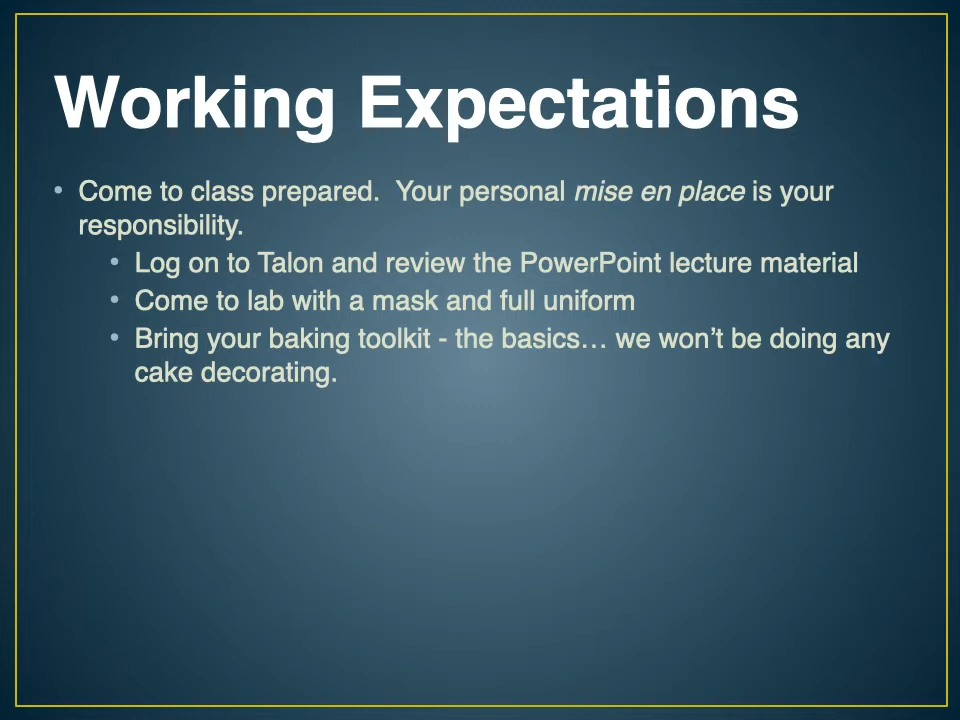 Working Expectations
• Come to class prepared.  Your personal mise en place is your
responsibility.
• Log on to Talon and review the PowerPoint lecture material
• Come to lab with a mask and full uniform
• Bring your baking toolkit - the basics… we won’t be doing any
cake decorating.